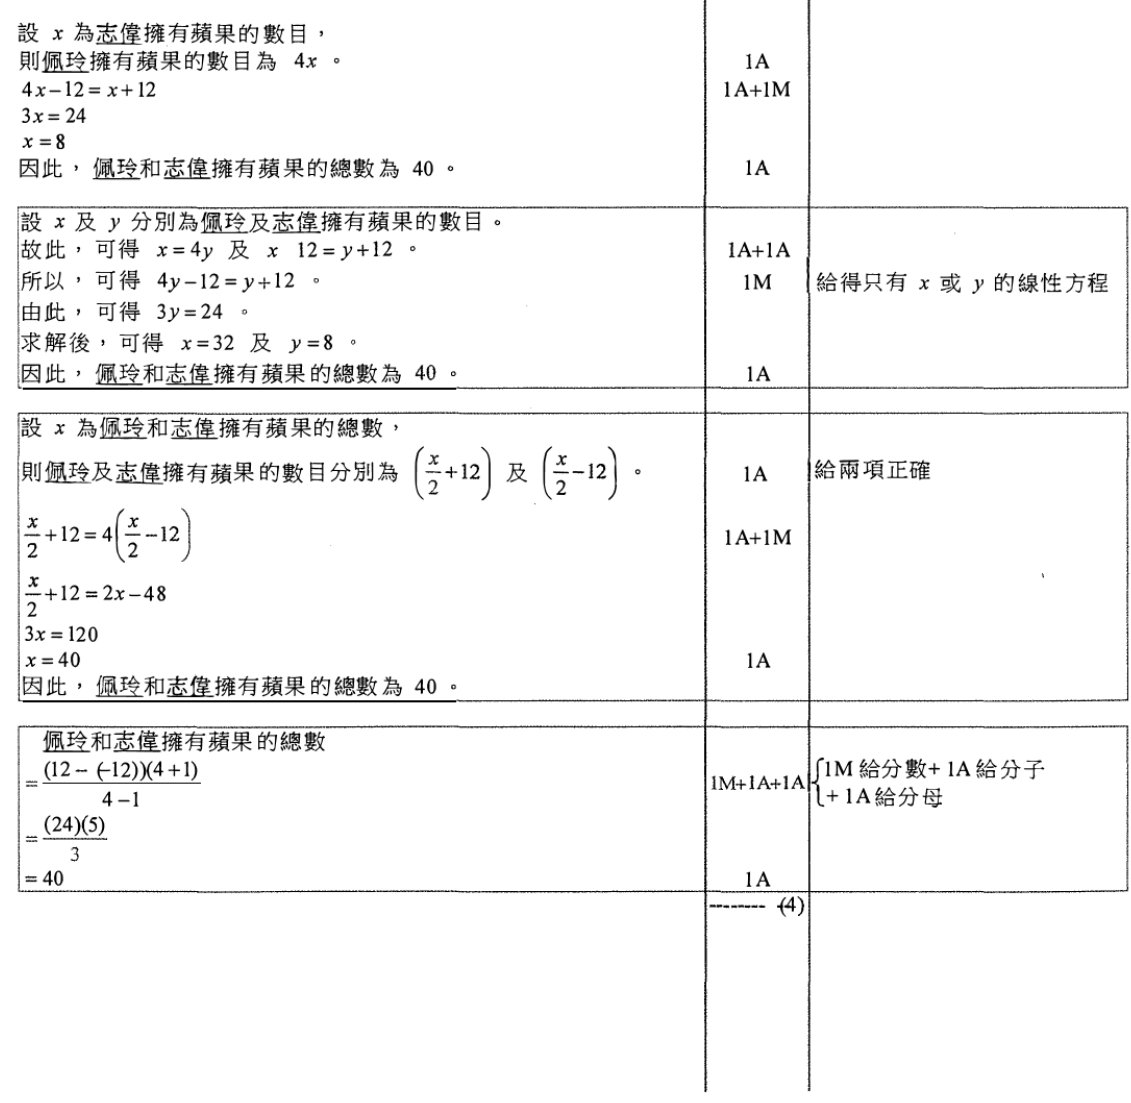 設 x 為志偉擁有蘋果的數目，
則佩玲擁有蘋果的數目為 4x 。 1A
4x−12= x+12 1A+1M
3x= 24
x = 8
因此， 佩玲和志偉擁有蘋果的總數為 40 。 1A
設 x 及 y 分別為佩玲及志偉擁有蘋果的數目。
故此， 可得 x= 4y 及 x 12= y+12 。 1A+1A
所以， 可得 4y−12= y+12 。 1M 給得只有 x 或 y 的線性方程
由此， 可得 3y= 24 。
求解後， 可得 x=32 及 y=8 。
因此， 佩玲和志偉擁有蘋果的總數為 40 。 1A
設 x 為佩玲和志偉擁有蘋果的總數，
則佩玲及志偉擁有蘋果的數目分別為 (x/2+12) 及 (x/2−12) 。 1A 給兩項正確
x/2+12= 4(x/2−12) 1A+1M
x/2+12 = 2x−48
3x =120
x = 40 1A
因此， 佩玲和志偉擁有蘋果的總數為 40 。
佩玲和志偉擁有蘋果的總數
= (12 − (−12))(4 +1)/4 −1 1M+1A+1A {1M 給分數+ 1A 給分子
+ 1A 給分母
= (24)(5)/3
= 40 1A
-------- (4)